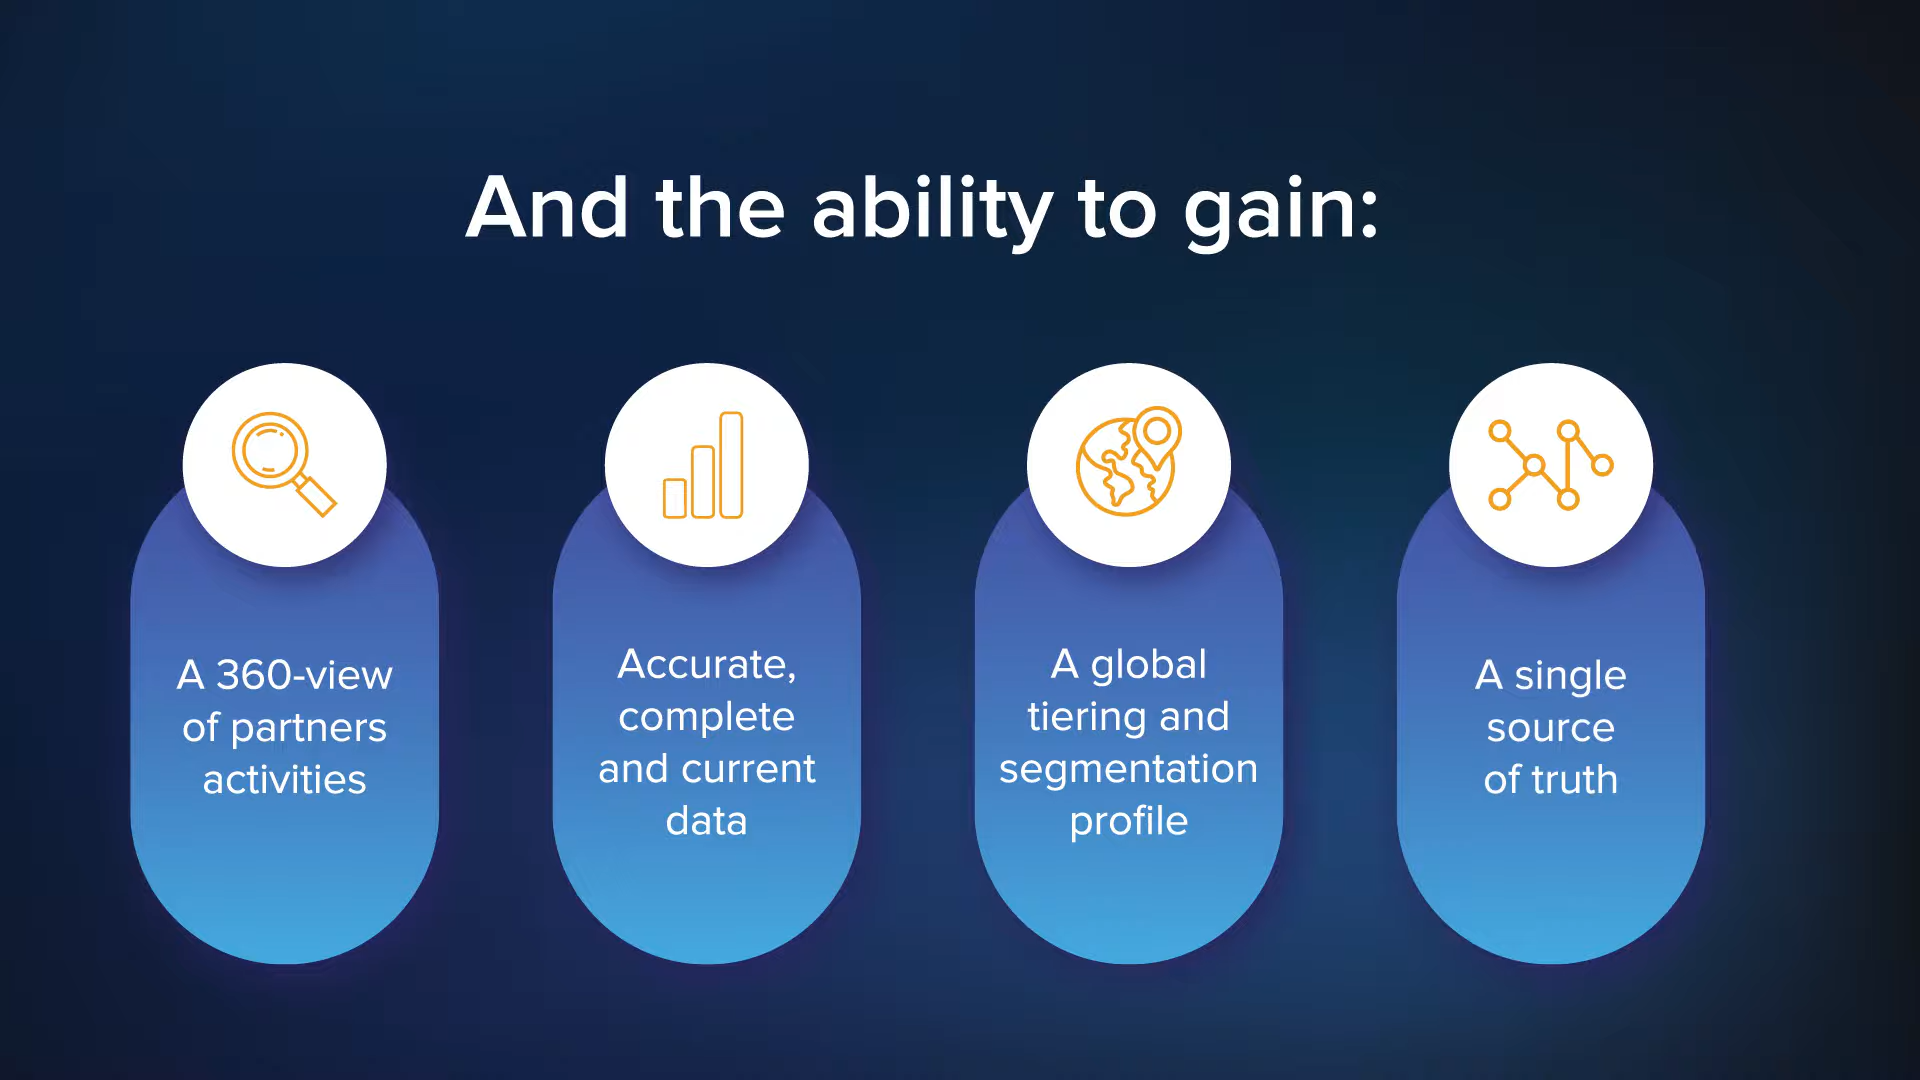 And the ability to gain:
A 360-view
of partners
activities
Accurate,
complete
and current
data
A global
tiering and
segmentation
profile
A single
source
of truth